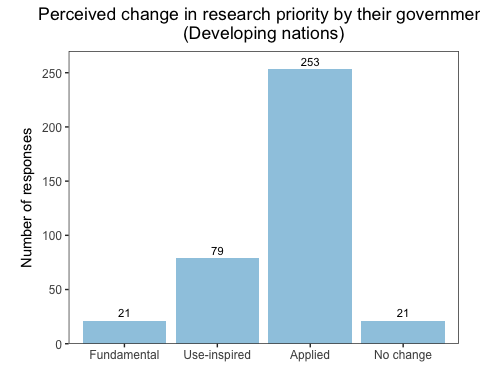 Perceived change in research priority by their governmer
(Developing nations)
253
250
200
150
100
50
0
79
21
21
Number of responses
Fundamental
Use-inspired
Applied
No change